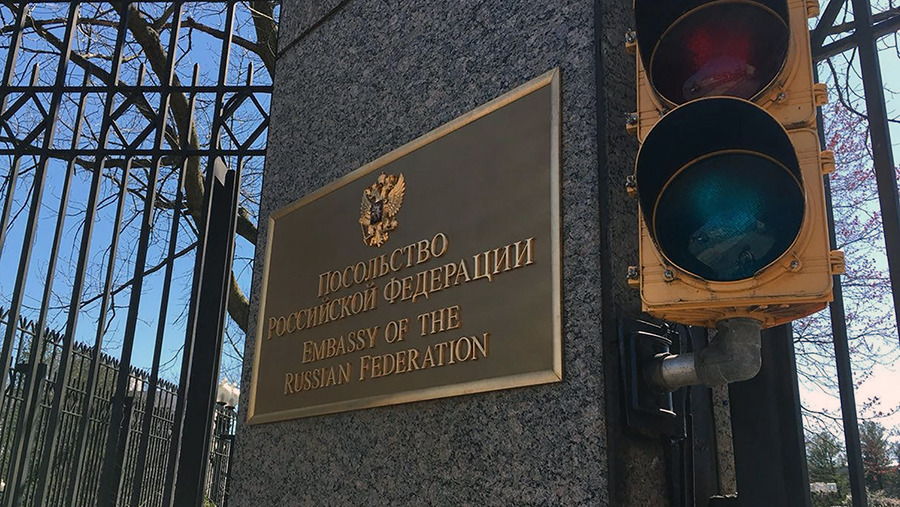 ПОСОЛЬСТВО
РОССИЙСКОЙ ФЕДЕРАЦИИ
EMBASSY OF THE
RUSSIAN FEDERATION